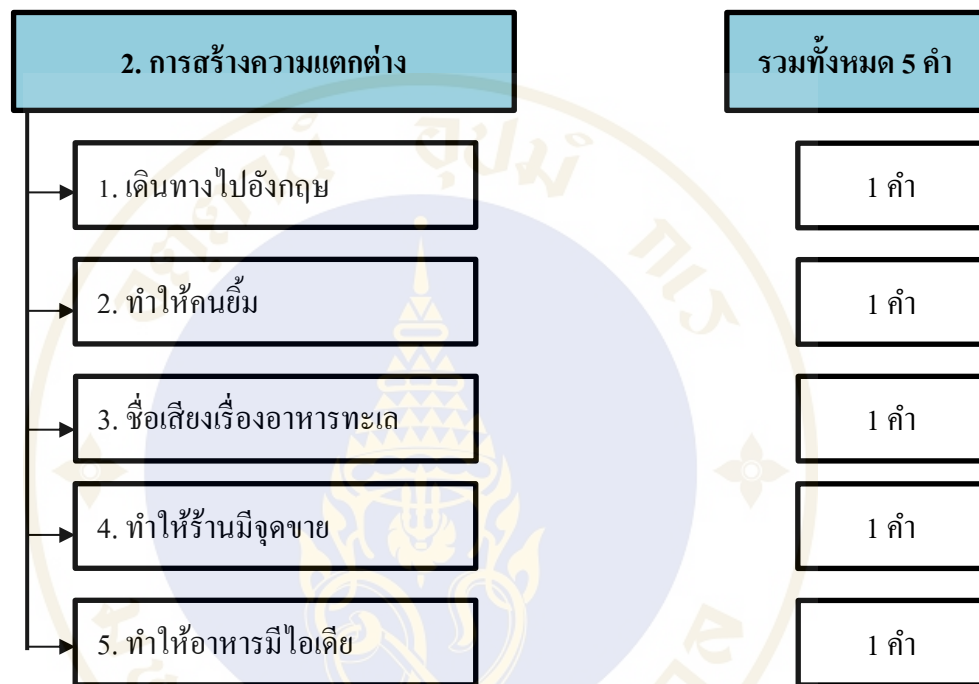 2. การสร้างความแตกต่าง รวมทั้งหมด 5 คำ
1. เดินทางไปอังกฤษ 1 คำ
2. ทำให้คนยิ้ม 1 คำ
3. ชื่อเสียงเรื่องอาหารทะเล 1 คำ
4. ทำให้ร้านมีจุดขาย 1 คำ
5. ทำให้อาหารมีไอเดีย 1 คำ